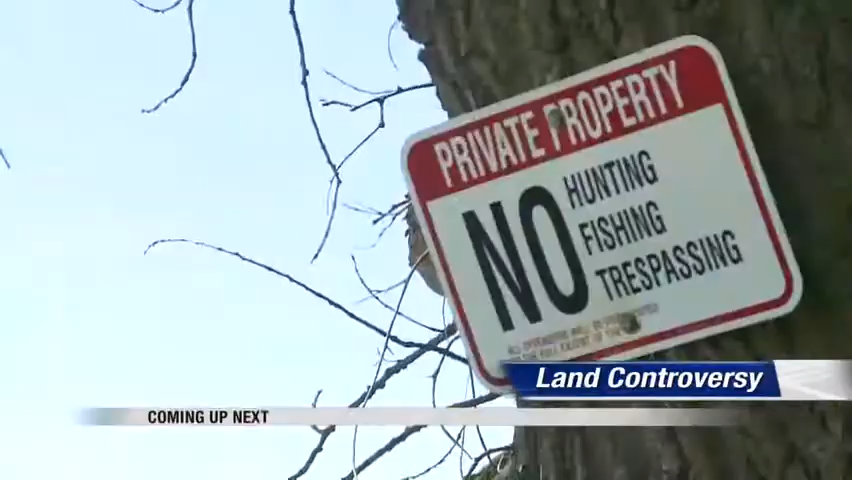 PRIVATE PROPERTY
NO
HUNTING
FISHING
TRESPASSING
Land Controversy
COMING UP NEXT